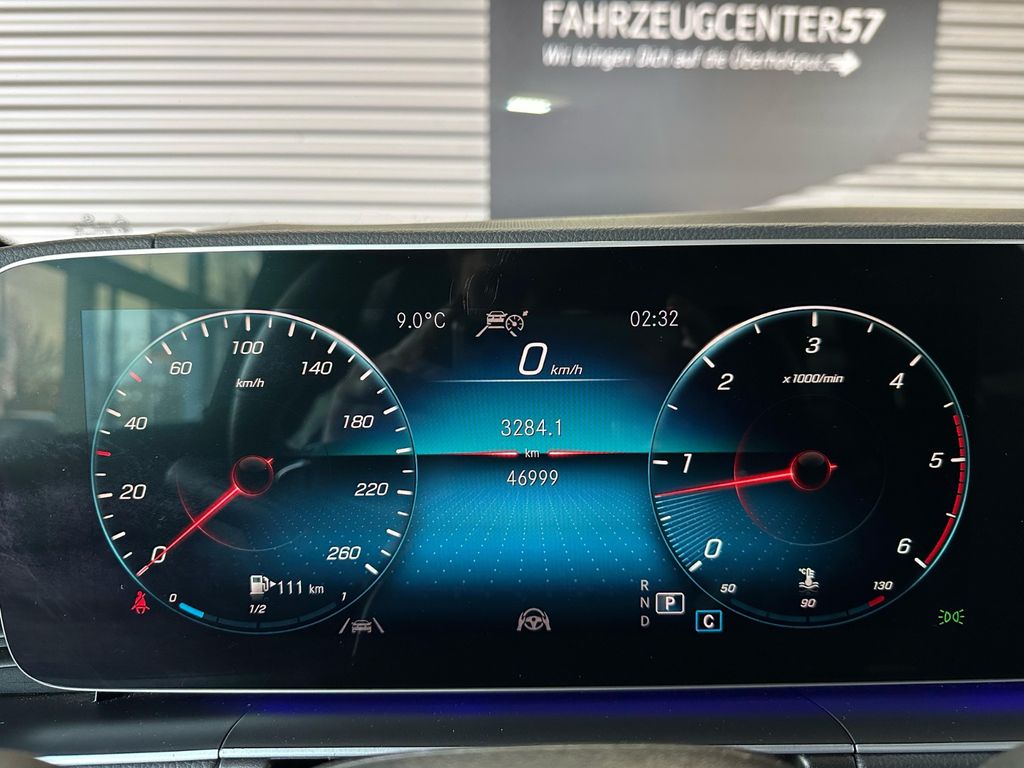 FAHRZEUGCENTER57
Wir bringen Dich auf die Überholspur...
9.0°C
02:32
0 km/h
3284.1
km
46999
0
20
40
60
100
140
180
220
260
km/h
111 km
0
1/2
1
0
1
2
3
4
5
6
x1000/min
50
°C
90
130
R
N
D
P
C